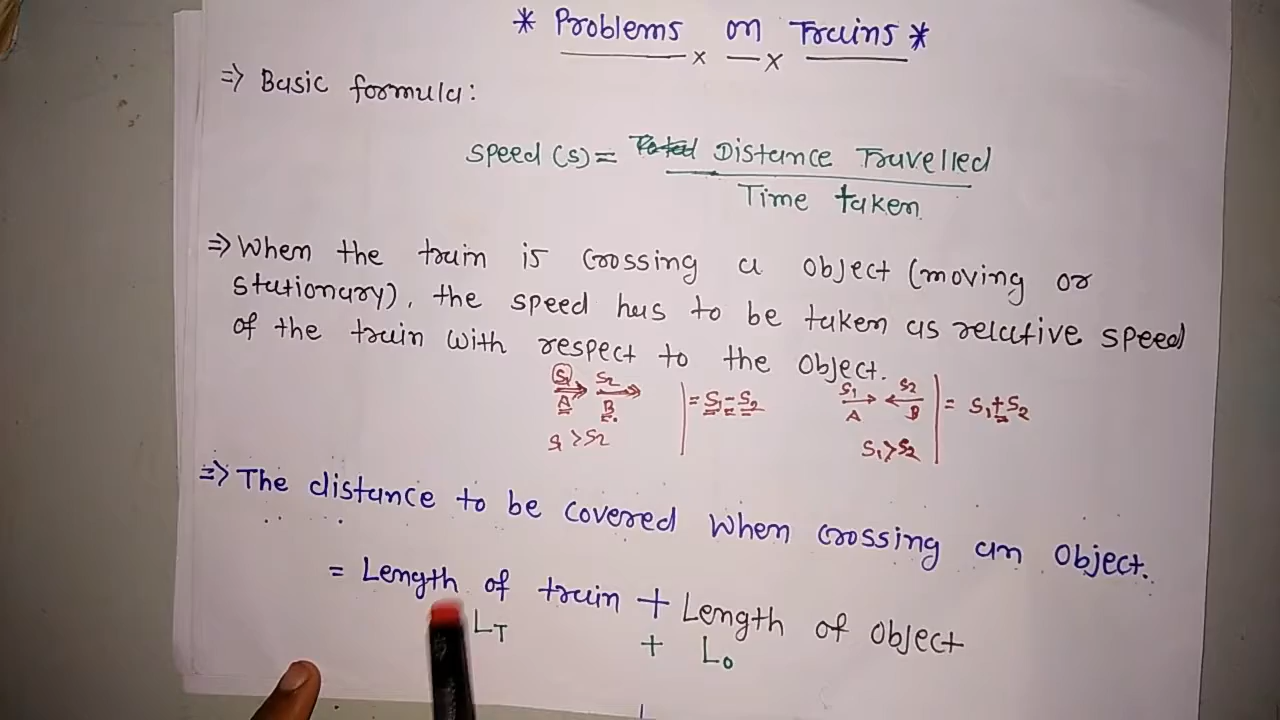 * Problems on Trains *
x x
⇒ Basic formula:
speed (s) = Total Distance Travelled
Time taken
⇒ When the train is crossing a object (moving or
stationary), the speed has to be taken as relative speed
of the train with respect to the object.
S1 S2
A B
S1 > S2
= S1 - S2
S1 S2
A B
S1 > S2
= S1 + S2
⇒ The distance to be covered when crossing an object.
= Length of train + Length of object
LT + Lo